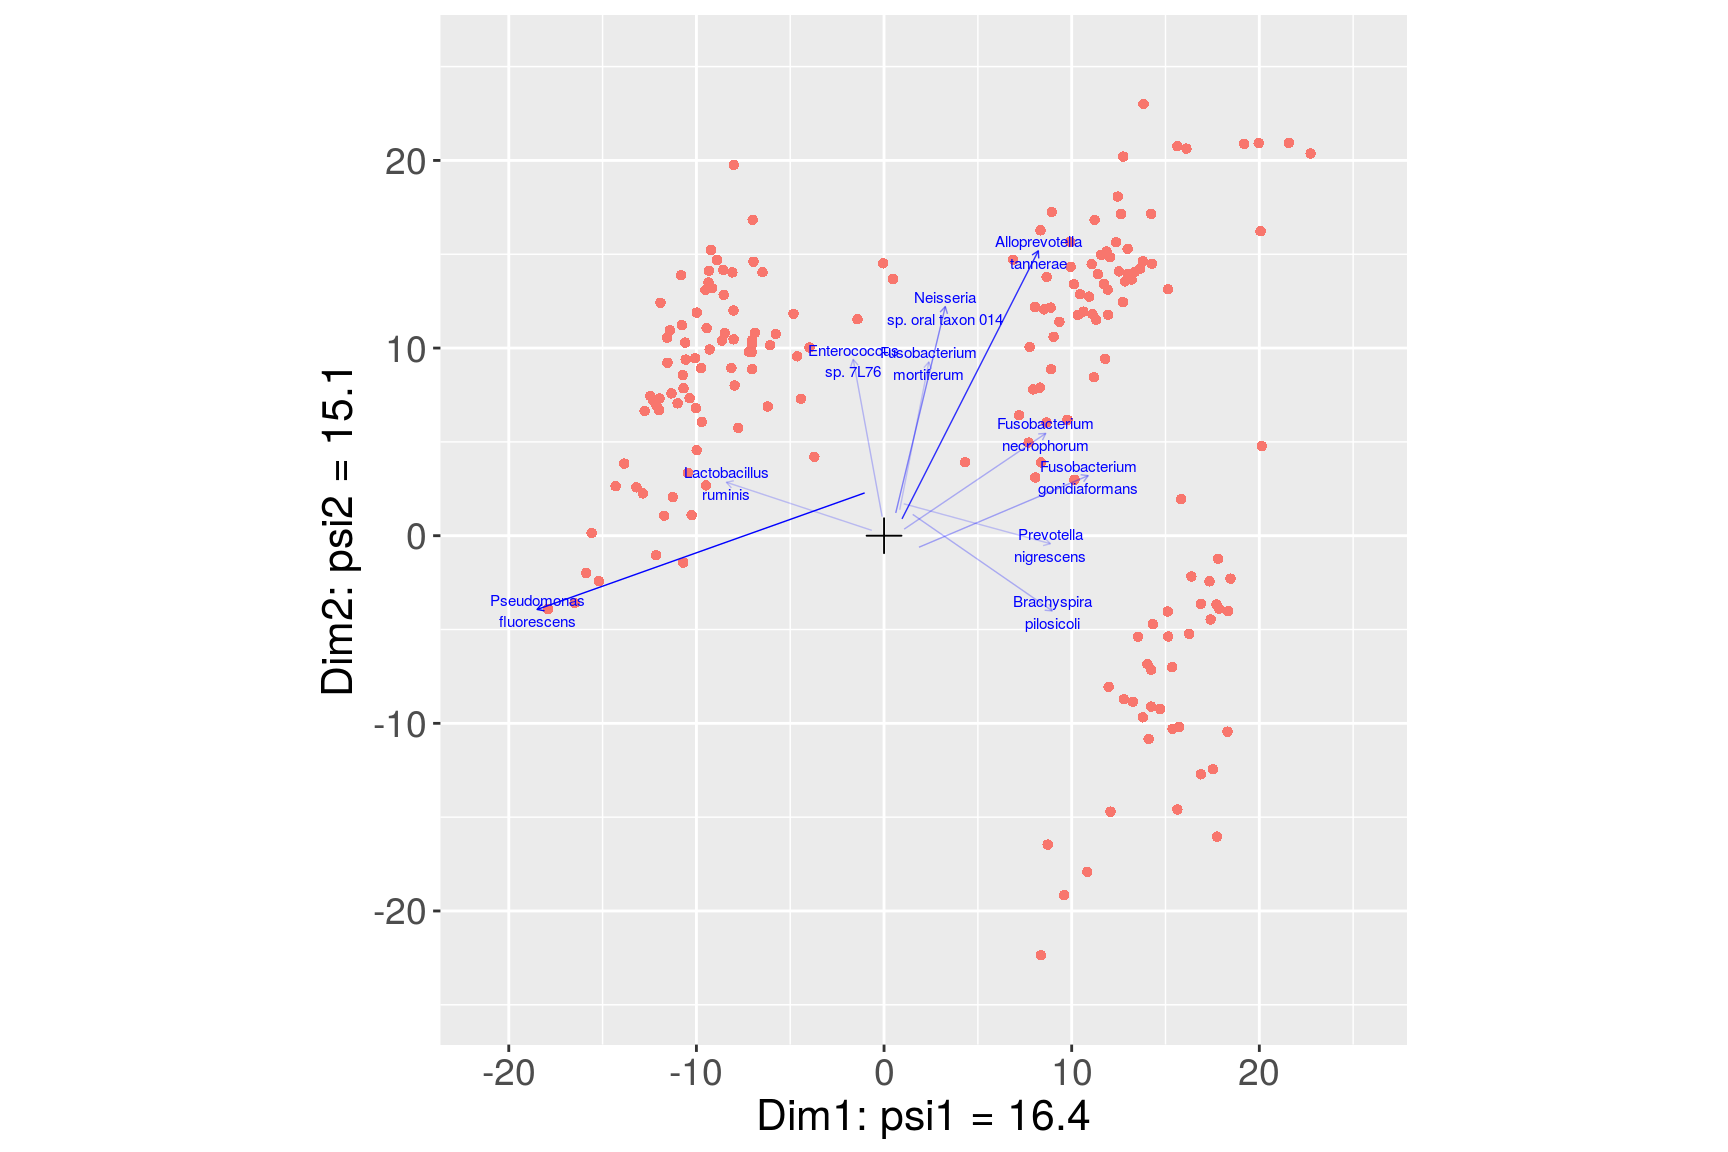 Dim2: psi2 = 15.1
20
10
0
-10
-20
Alloprevotella
tannerae
Neisseria
sp. oral taxon 014
Enterococcus
sp. 7L76
Fusobacterium
mortiferum
Fusobacterium
necrophorum
Fusobacterium
gonidiaformans
Lactobacillus
ruminis
Prevotella
nigrescens
Pseudomonas
fluorescens
Brachyspira
pilosicoli
-20
-10
0
10
20
Dim1: psi1 = 16.4